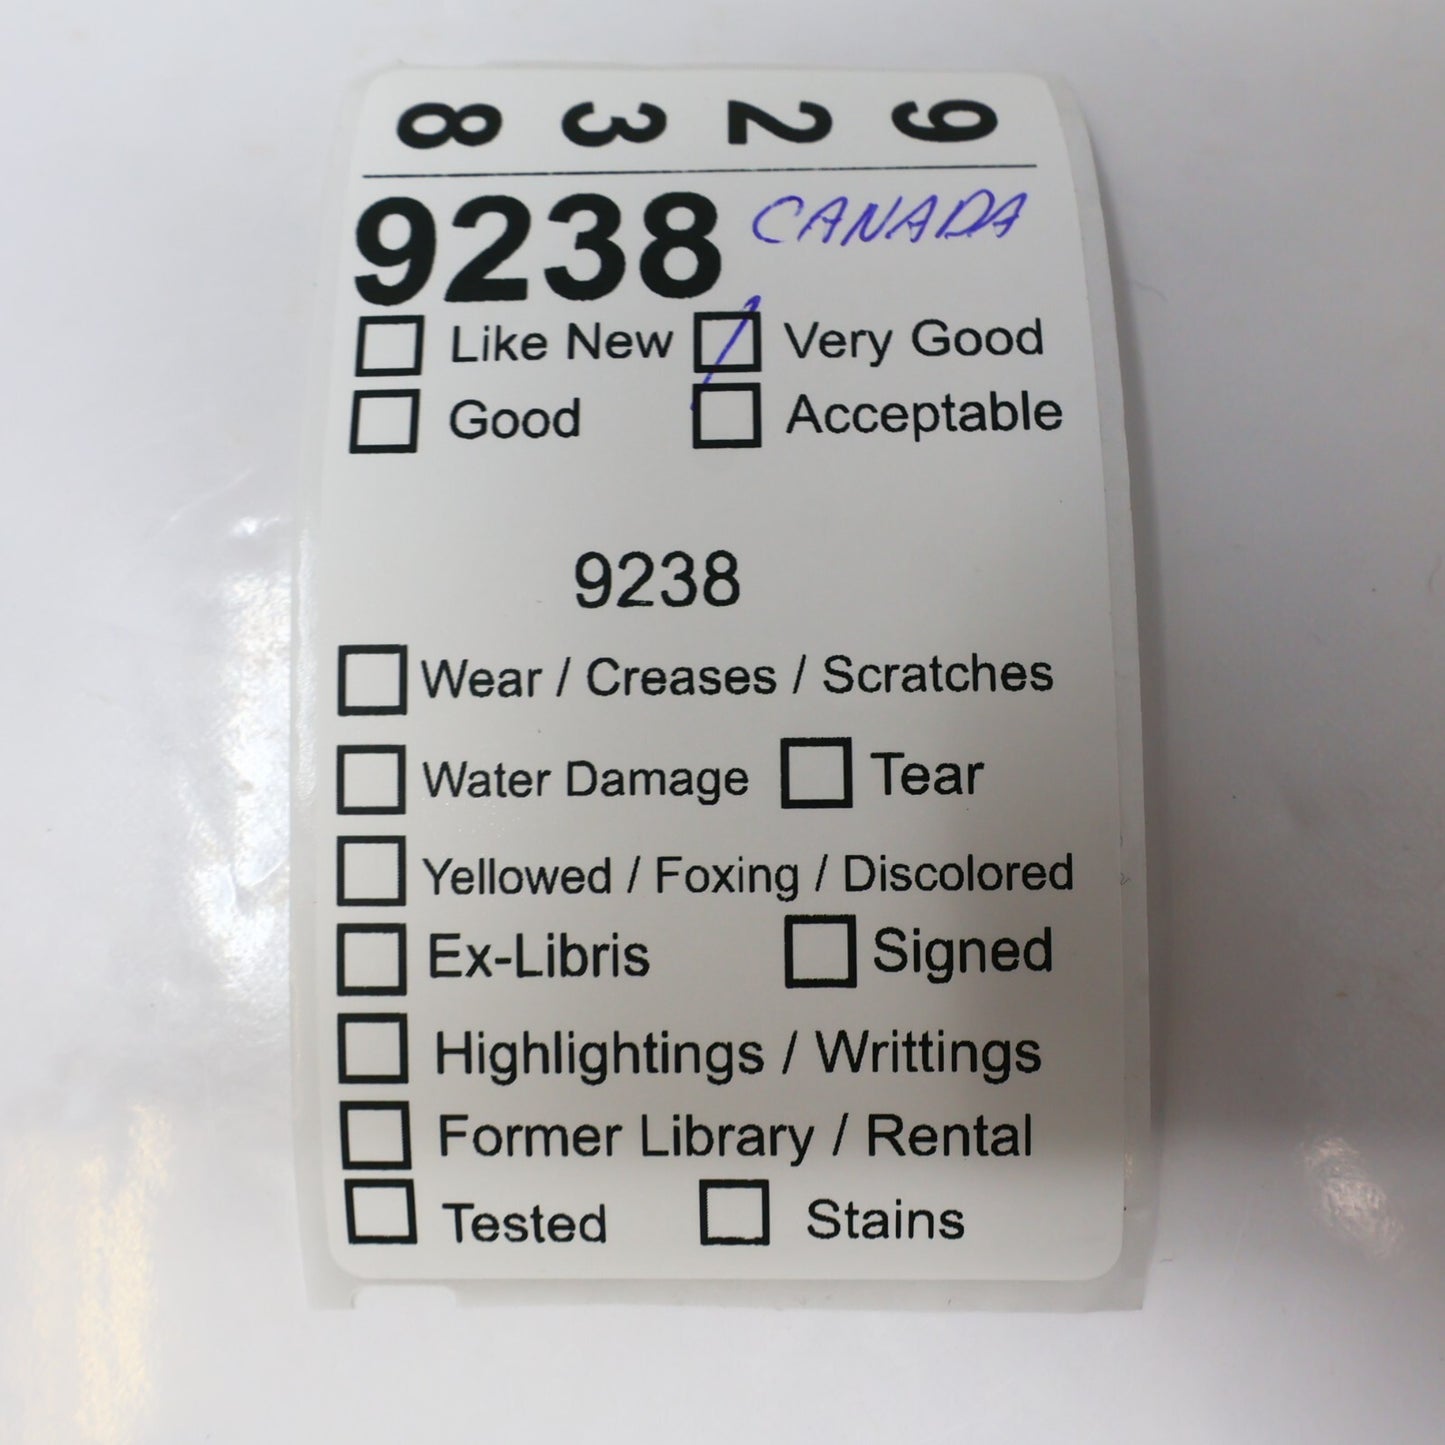 8 3 2 9
9238 CANADA
Like New Very Good
Good Acceptable
9238
Wear / Creases / Scratches
Water Damage Tear
Yellowed / Foxing / Discolored
Ex-Libris Signed
Highlightings / Writtings
Former Library / Rental
Tested Stains